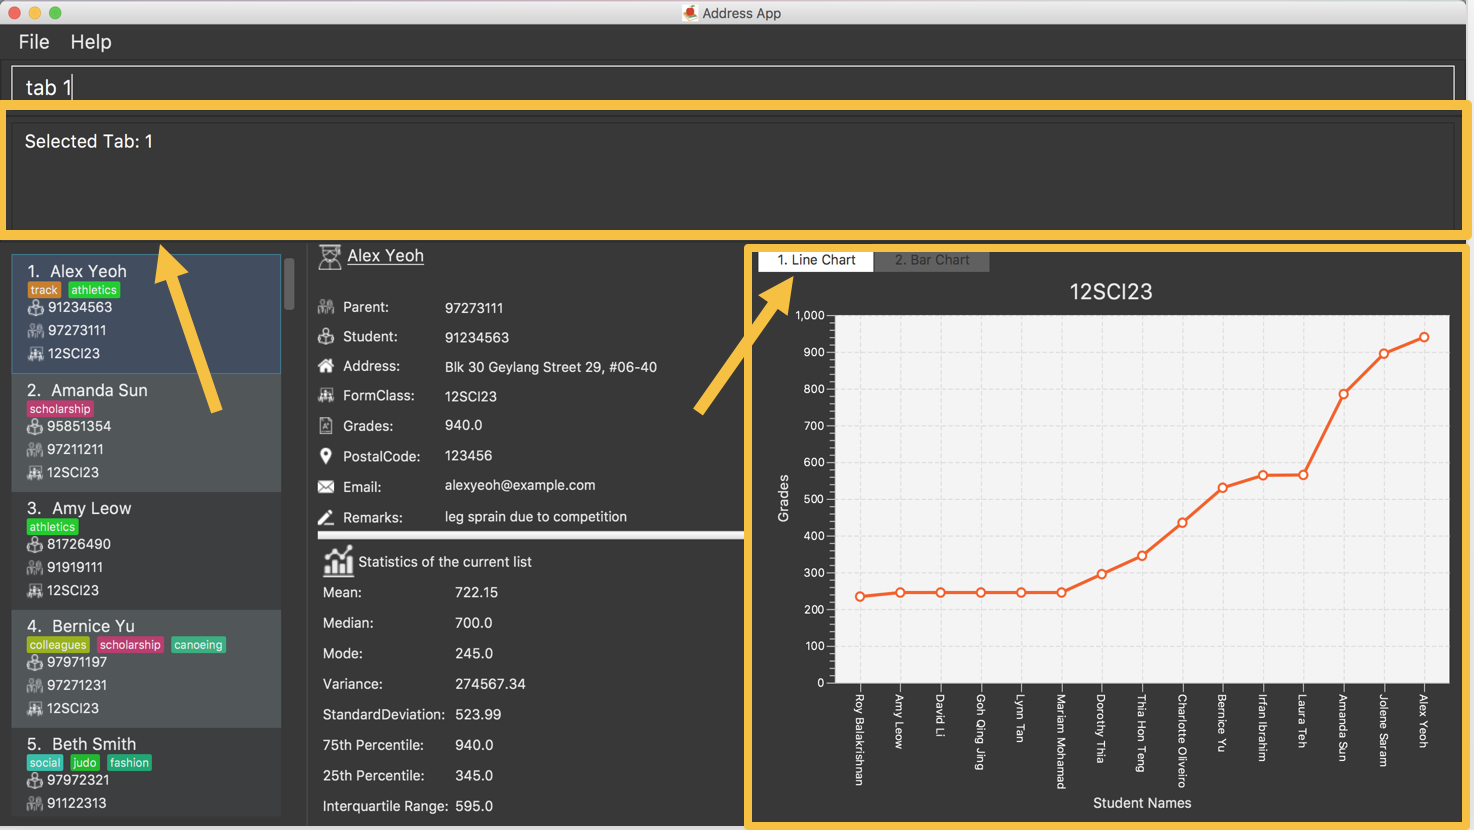 Address App
File Help
tab 1
Selected Tab: 1
1. Alex Yeoh
track athletics
91234563
97273111
12SCI23
2. Amanda Sun
scholarship
95851354
97211211
12SCI23
3. Amy Leow
athletics
81726490
91919111
12SCI23
4. Bernice Yu
colleagues scholarship canoeing
97971197
97271231
12SCI23
5. Beth Smith
social judo fashion
97972321
91122313
Alex Yeoh
Parent: 97273111
Student: 91234563
Address: Blk 30 Geylang Street 29, #06-40
FormClass: 12SCI23
Grades: 940.0
PostalCode: 123456
Email: alexyeoh@example.com
Remarks: leg sprain due to competition
Statistics of the current list
Mean: 722.15
Median: 700.0
Mode: 245.0
Variance: 274567.34
StandardDeviation: 523.99
75th Percentile: 940.0
25th Percentile: 345.0
Interquartile Range: 595.0
1. Line Chart 2. Bar Chart
12SCI23
1,000
900
800
700
600
500
400
300
200
100
0
Grades
Roy Balakrishnan
Amy Leow
David Li
Goh Qing Jing
Lynn Tan
Mariam Mohamad
Dorothy Thia
Thia Hon Teng
Charlotte Oliveiro
Bernice Yu
Irfan Ibrahim
Laura Teh
Amanda Sun
Jolene Saram
Alex Yeoh
Student Names